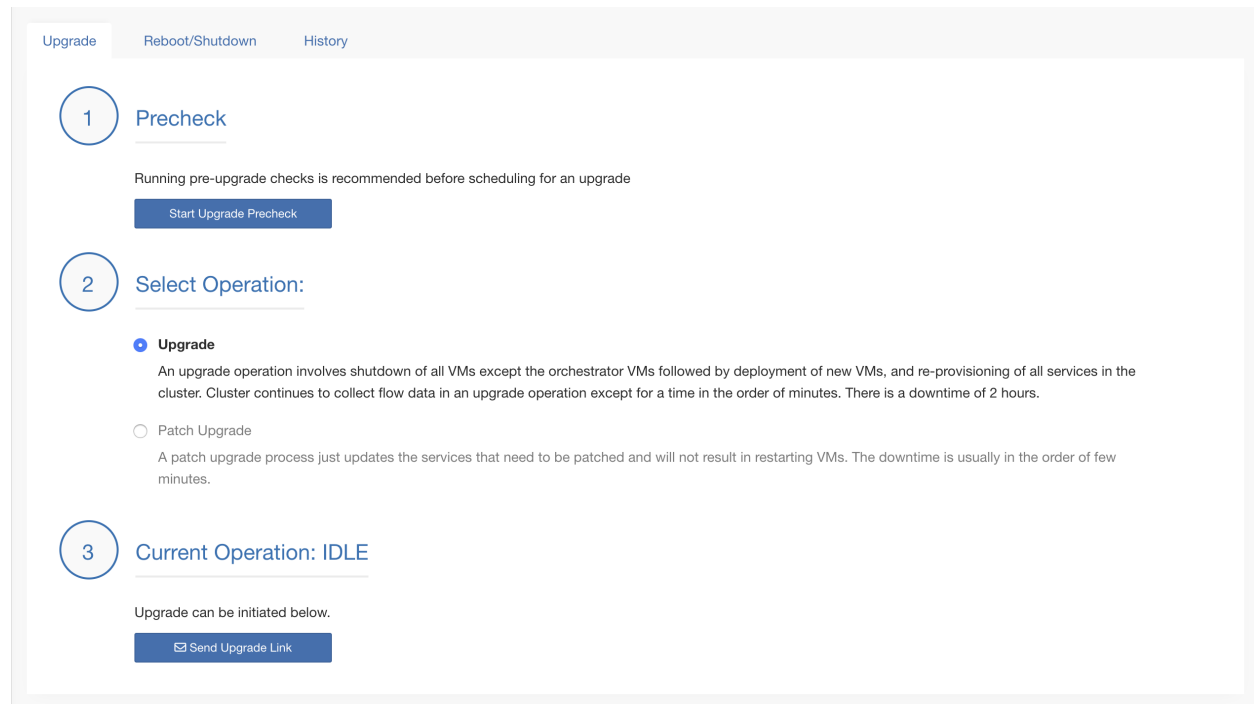 Upgrade Reboot/Shutdown History
1 Precheck
Running pre-upgrade checks is recommended before scheduling for an upgrade
Start Upgrade Precheck
2 Select Operation:
Upgrade
An upgrade operation involves shutdown of all VMs except the orchestrator VMs followed by deployment of new VMs, and re-provisioning of all services in the
cluster. Cluster continues to collect flow data in an upgrade operation except for a time in the order of minutes. There is a downtime of 2 hours.
Patch Upgrade
A patch upgrade process just updates the services that need to be patched and will not result in restarting VMs. The downtime is usually in the order of few
minutes.
3 Current Operation: IDLE
Upgrade can be initiated below.
Send Upgrade Link